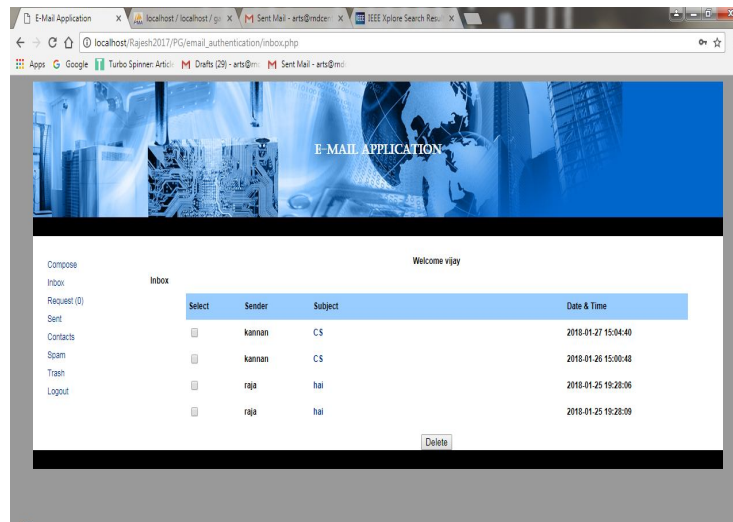 E-Mail Application
localhost / localhost / g
Sent Mail - arts@mdcer
IEEE Xplore Search Resu
localhost/Rajesh2017/PG/email_authentication/inbox.php
Apps Google Turbo Spinner: Articl Drafts (29) - arts@m Sent Mail - arts@md
E-MAIL APPLICATION
Welcome vijay
Compose
Inbox
Request (0)
Sent
Contacts
Spam
Trash
Logout
Inbox
Select Sender Subject Date & Time
kannan CS 2018-01-27 15:04:40
kannan CS 2018-01-26 15:00:48
raja hai 2018-01-25 19:28:06
raja hai 2018-01-25 19:28:09
Delete